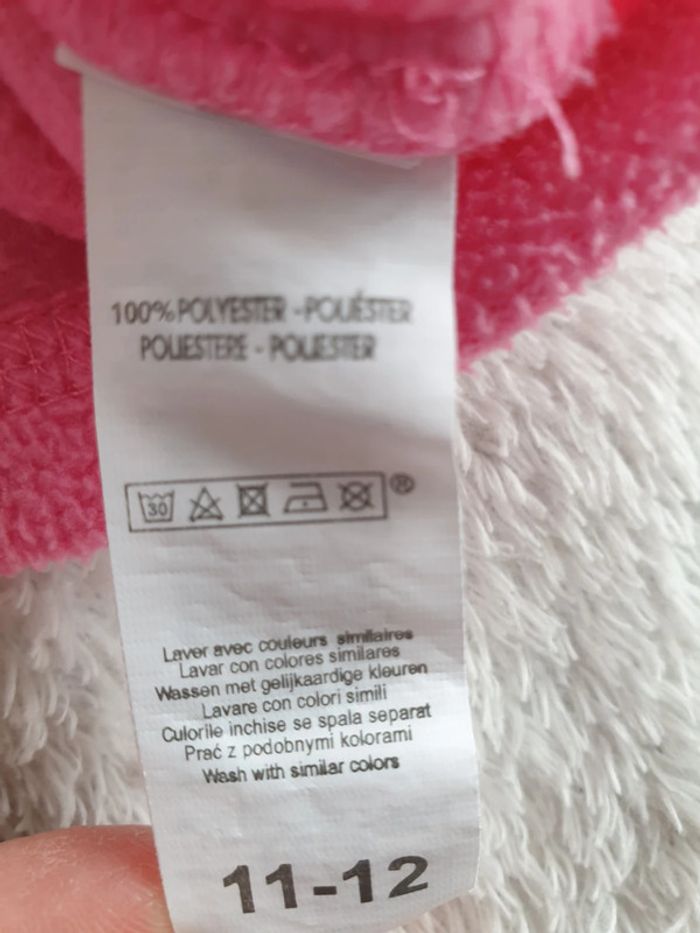 100% POLYESTER - POLIÉSTER
POLIESTERE - POLIESTER
30
®
Laver avec couleurs similaires
Lavar con colores similares
Wassen met gelijkaardige kleuren
Lavare con colori simili
Culorile inchise se spala separat
Prać z podobnymi kolorami
Wash with similar colors
11-12